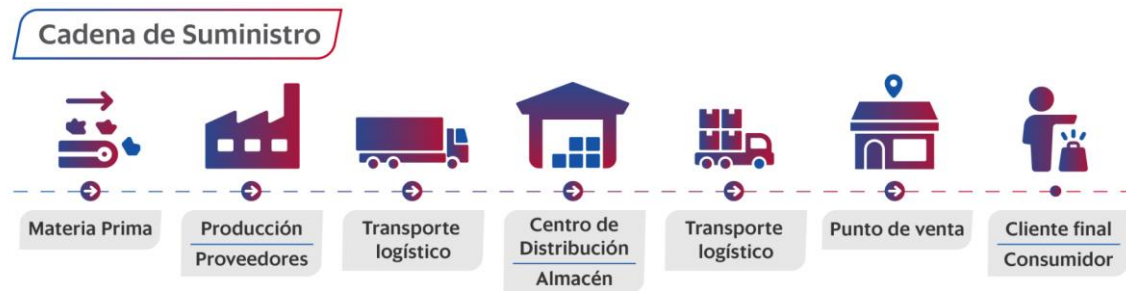 Cadena de Suministro
Materia Prima
Producción
Proveedores
Transporte
logístico
Centro de
Distribución
Almacén
Transporte
logístico
Punto de venta
Cliente final
Consumidor